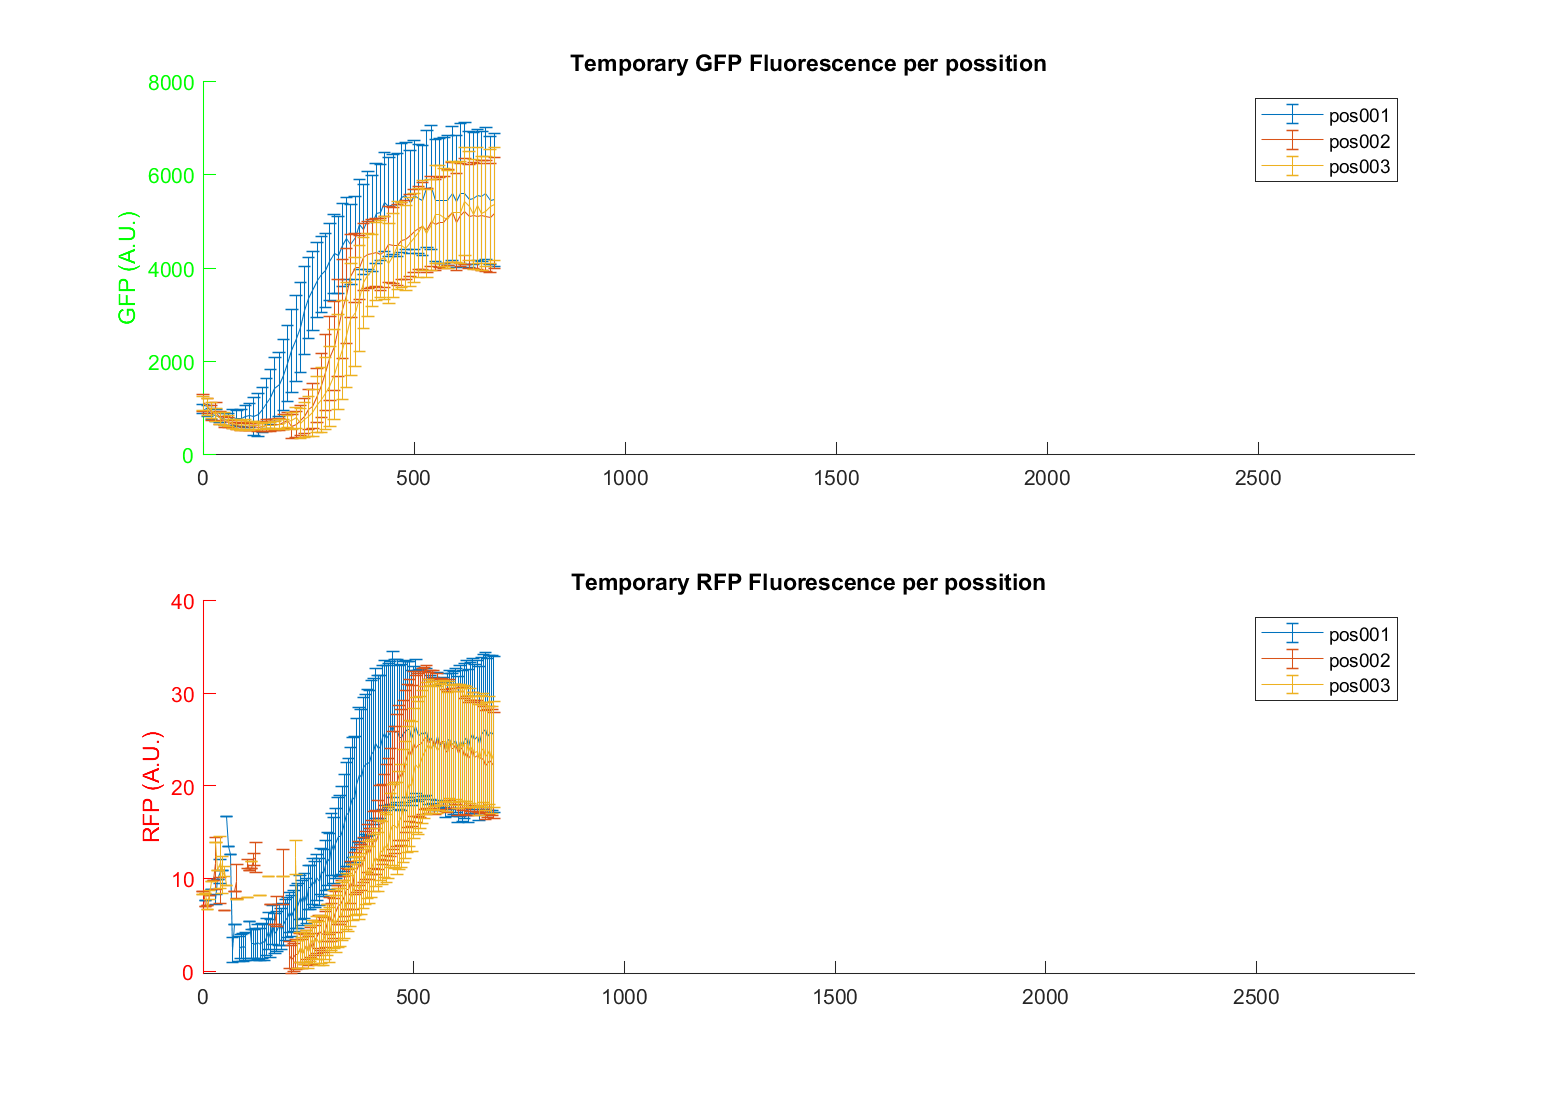 Temporary GFP Fluorescence per possition
8000
6000
4000
2000
0
GFP (A.U.)
0 500 1000 1500 2000 2500
pos001
pos002
pos003
Temporary RFP Fluorescence per possition
40
30
20
10
0
RFP (A.U.)
0 500 1000 1500 2000 2500
pos001
pos002
pos003